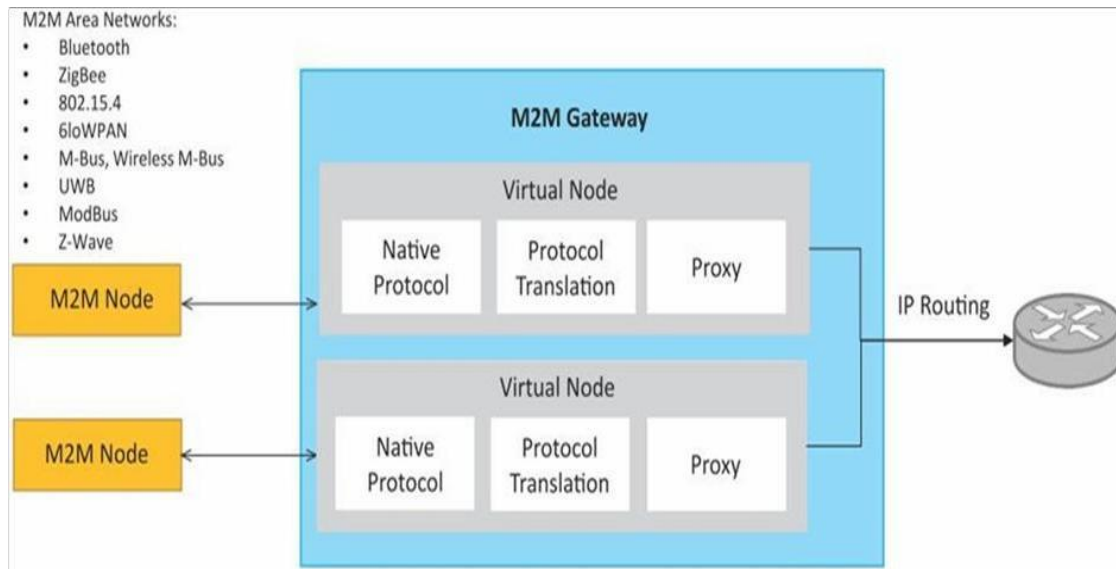 M2M Area Networks:
• Bluetooth
• ZigBee
• 802.15.4
• 6loWPAN
• M-Bus, Wireless M-Bus
• UWB
• ModBus
• Z-Wave
M2M Gateway
Virtual Node
Native
Protocol
Protocol
Translation
Proxy
M2M Node
IP Routing
Virtual Node
Native
Protocol
Protocol
Translation
Proxy
M2M Node